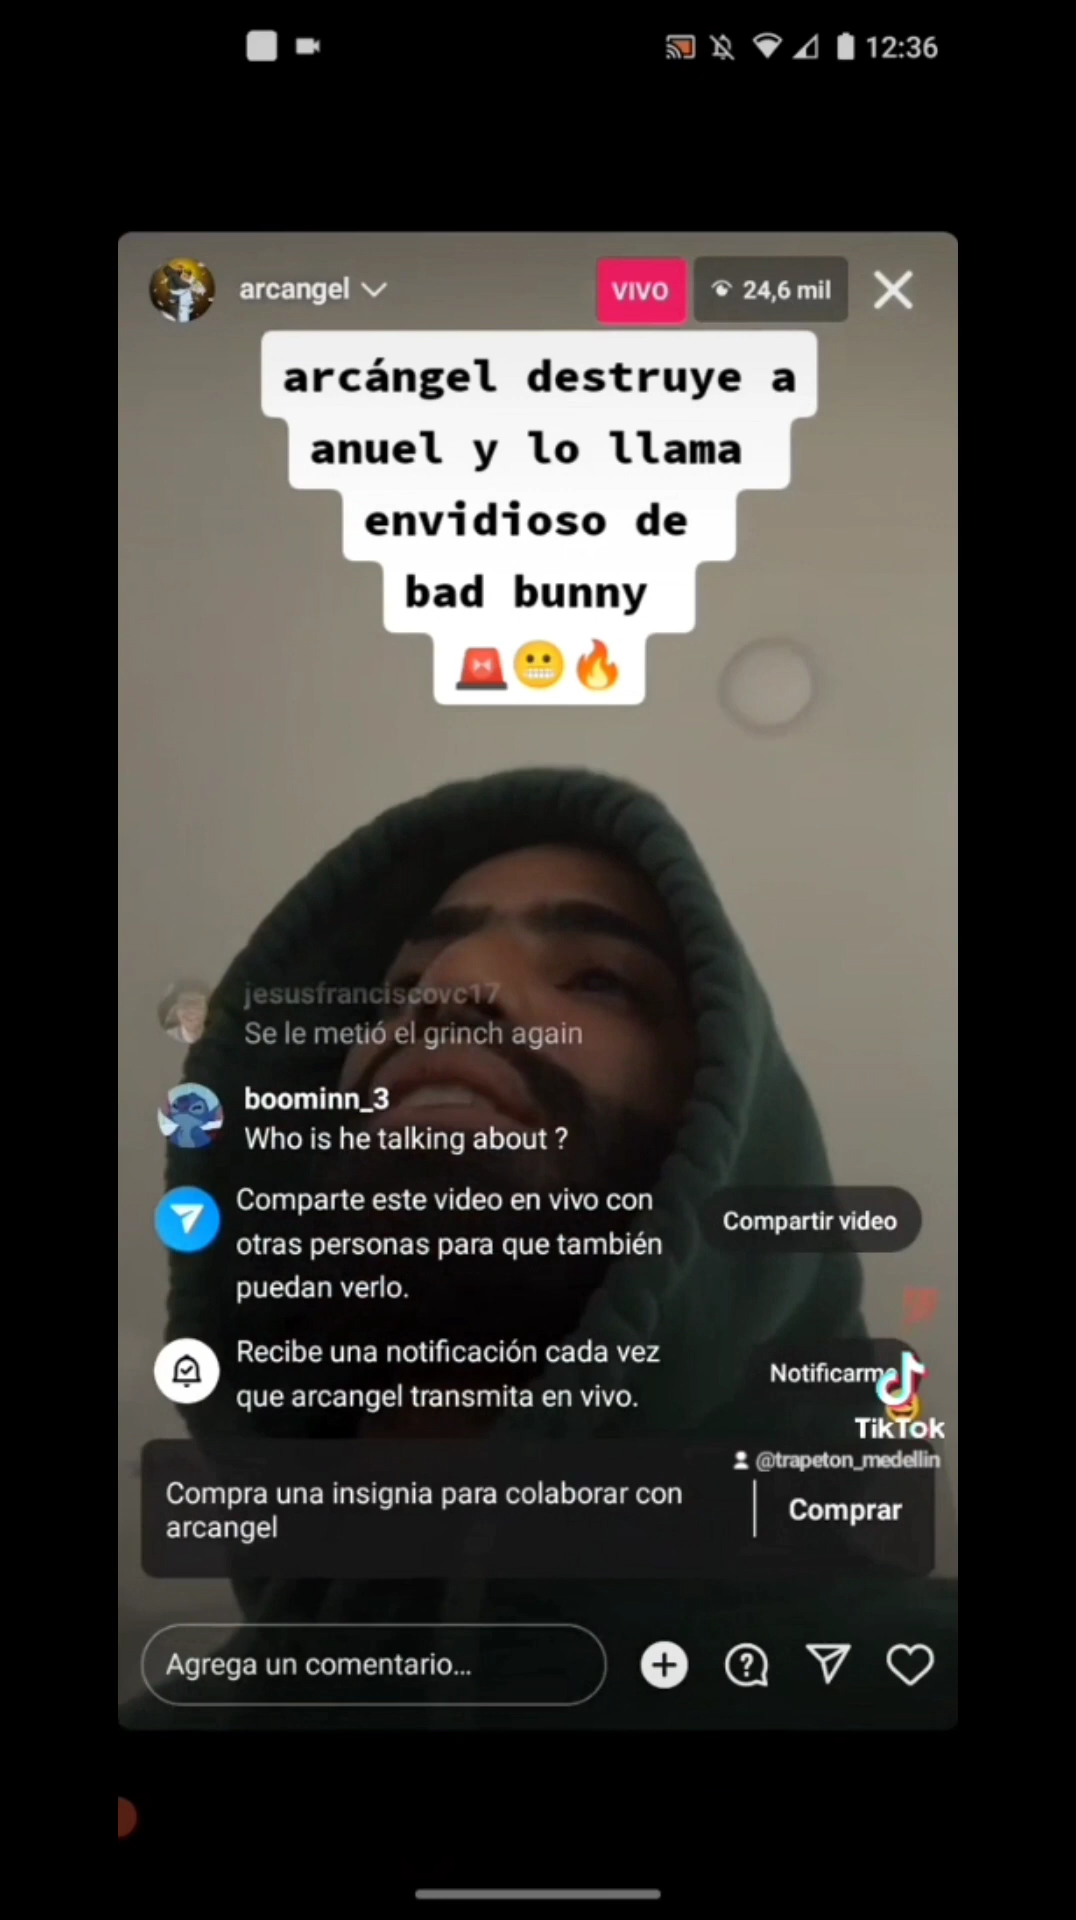 12:36
arcangel
VIVO
24,6 mil
arcángel destruye a
anuel y lo llama
envidioso de
bad bunny
🚨😬🔥
jesusfranciscovc17
Se le metió el grinch again
boominn_3
Who is he talking about ?
Comparte este video en vivo con
otras personas para que también
puedan verlo.
Compartir video
Recibe una notificación cada vez
que arcangel transmita en vivo.
Notificarme
TikTok
@trapeton_medellin
Compra una insignia para colaborar con
arcangel
Comprar
Agrega un comentario...